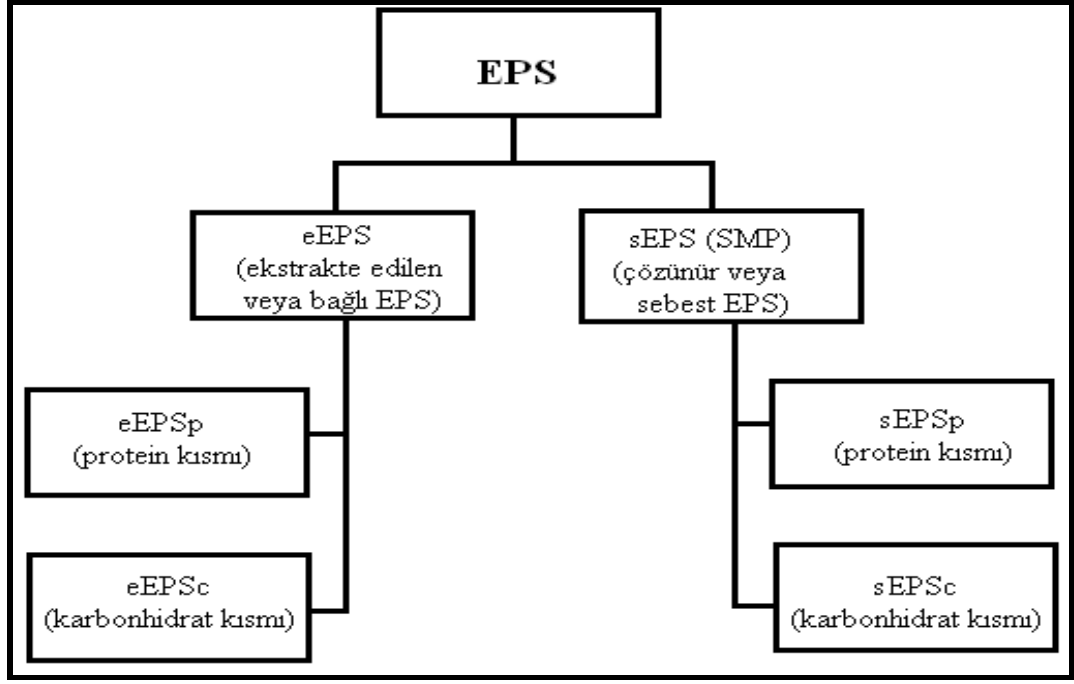 EPS
eEPS
(ekstrakte edilen
veya bağlı EPS)
sEPS (SMP)
(çözünür veya
sebest EPS)
eEPSp
(protein kısmı)
sEPSp
(protein kısmı)
eEPSc
(karbonhidrat kısmı)
sEPSc
(karbonhidrat kısmı)